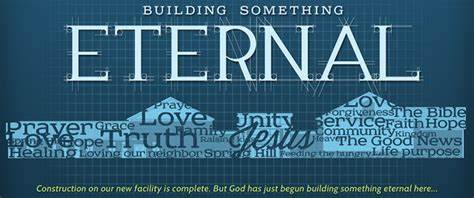 BUILDING SOMETHING
ETERNAL
Prayer Love Unity Love The Bible
Grace Forgiveness
Prayer Family Service Faith Hope
Love Truth Raising Jesus Community Kingdom
Hope The Good News
Healing Loving our neighbor Spring Hill Feeding the hungry Life purpose
Construction on our new facility is complete. But God has just begun building something eternal here...